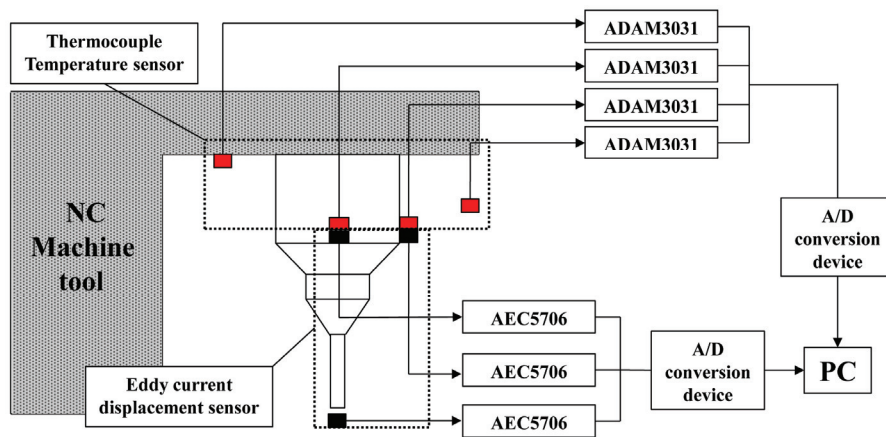 Thermocouple
Temperature sensor
ADAM3031
ADAM3031
ADAM3031
ADAM3031
NC
Machine
tool
A/D
conversion
device
AEC5706
AEC5706
AEC5706
A/D
conversion
device
PC
Eddy current
displacement sensor